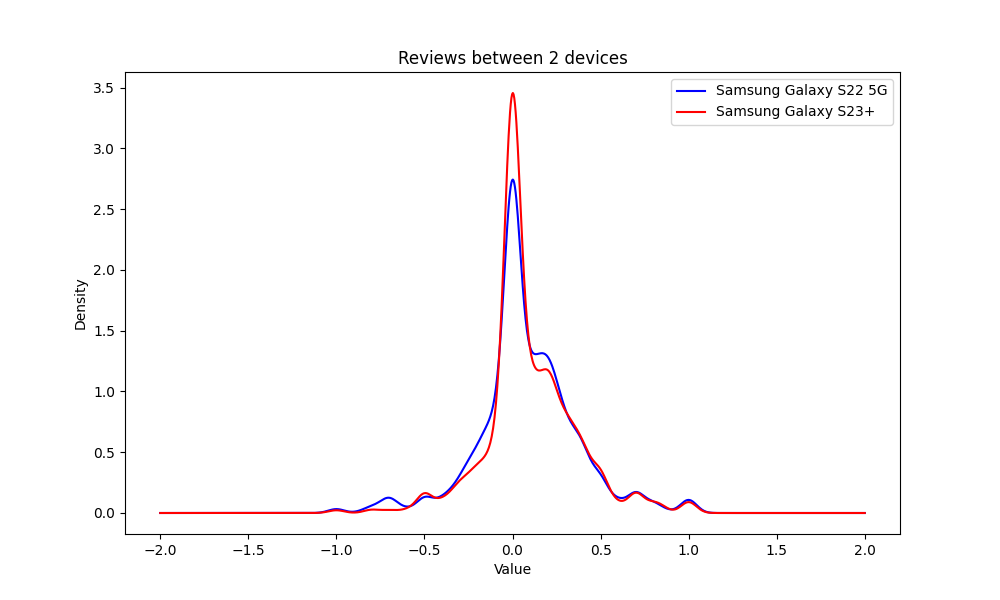 Reviews between 2 devices
Samsung Galaxy S22 5G
Samsung Galaxy S23+
3.5
3.0
2.5
2.0
1.5
1.0
0.5
0.0
Density
−2.0 −1.5 −1.0 −0.5 0.0 0.5 1.0 1.5 2.0
Value